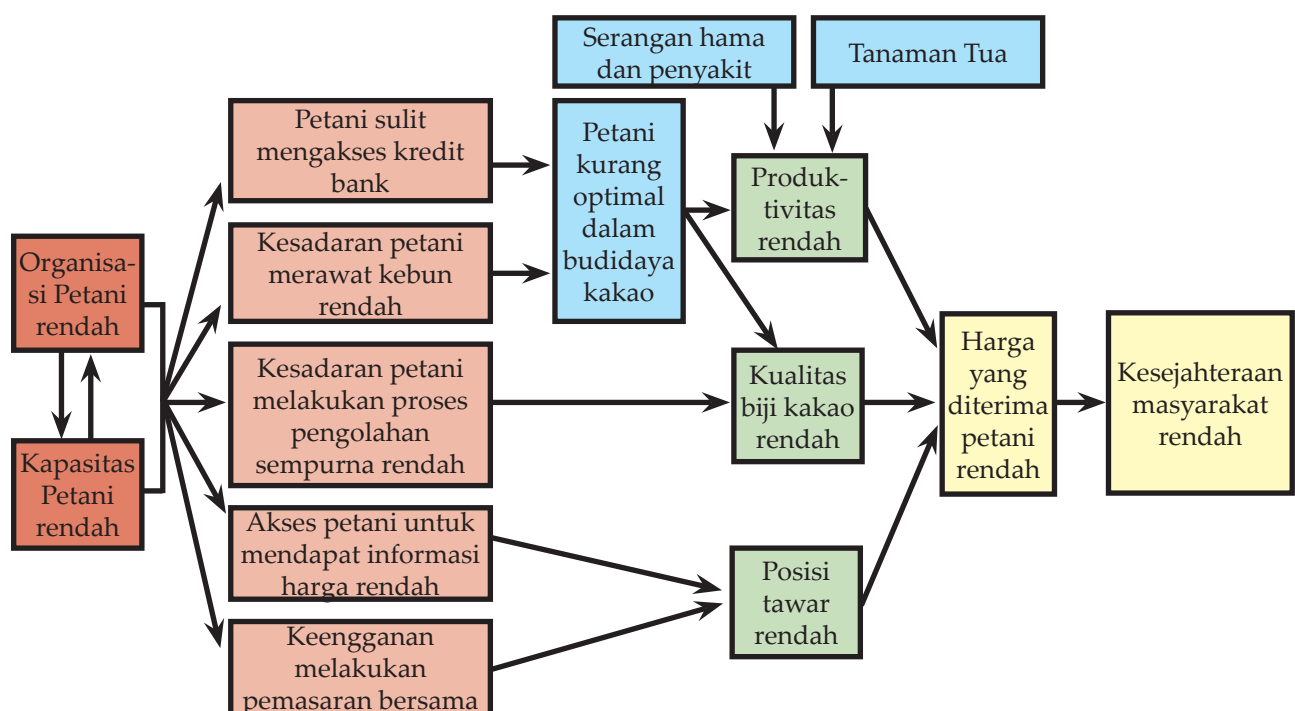 Serangan hama
dan penyakit
Tanaman Tua
Petani sulit
mengakses kredit
bank
Petani
kurang
optimal
dalam
budidaya
kakao
Produk-
tivitas
rendah
Organisa-
si Petani
rendah
Kesadaran petani
merawat kebun
rendah
Kesadaran petani
melakukan proses
pengolahan
sempurna rendah
Kualitas
biji kakao
rendah
Harga
yang
diterima
petani
rendah
Kesejahteraan
masyarakat
rendah
Kapasitas
Petani
rendah
Akses petani untuk
mendapat informasi
harga rendah
Posisi
tawar
rendah
Keengganan
melakukan
pemasaran bersama